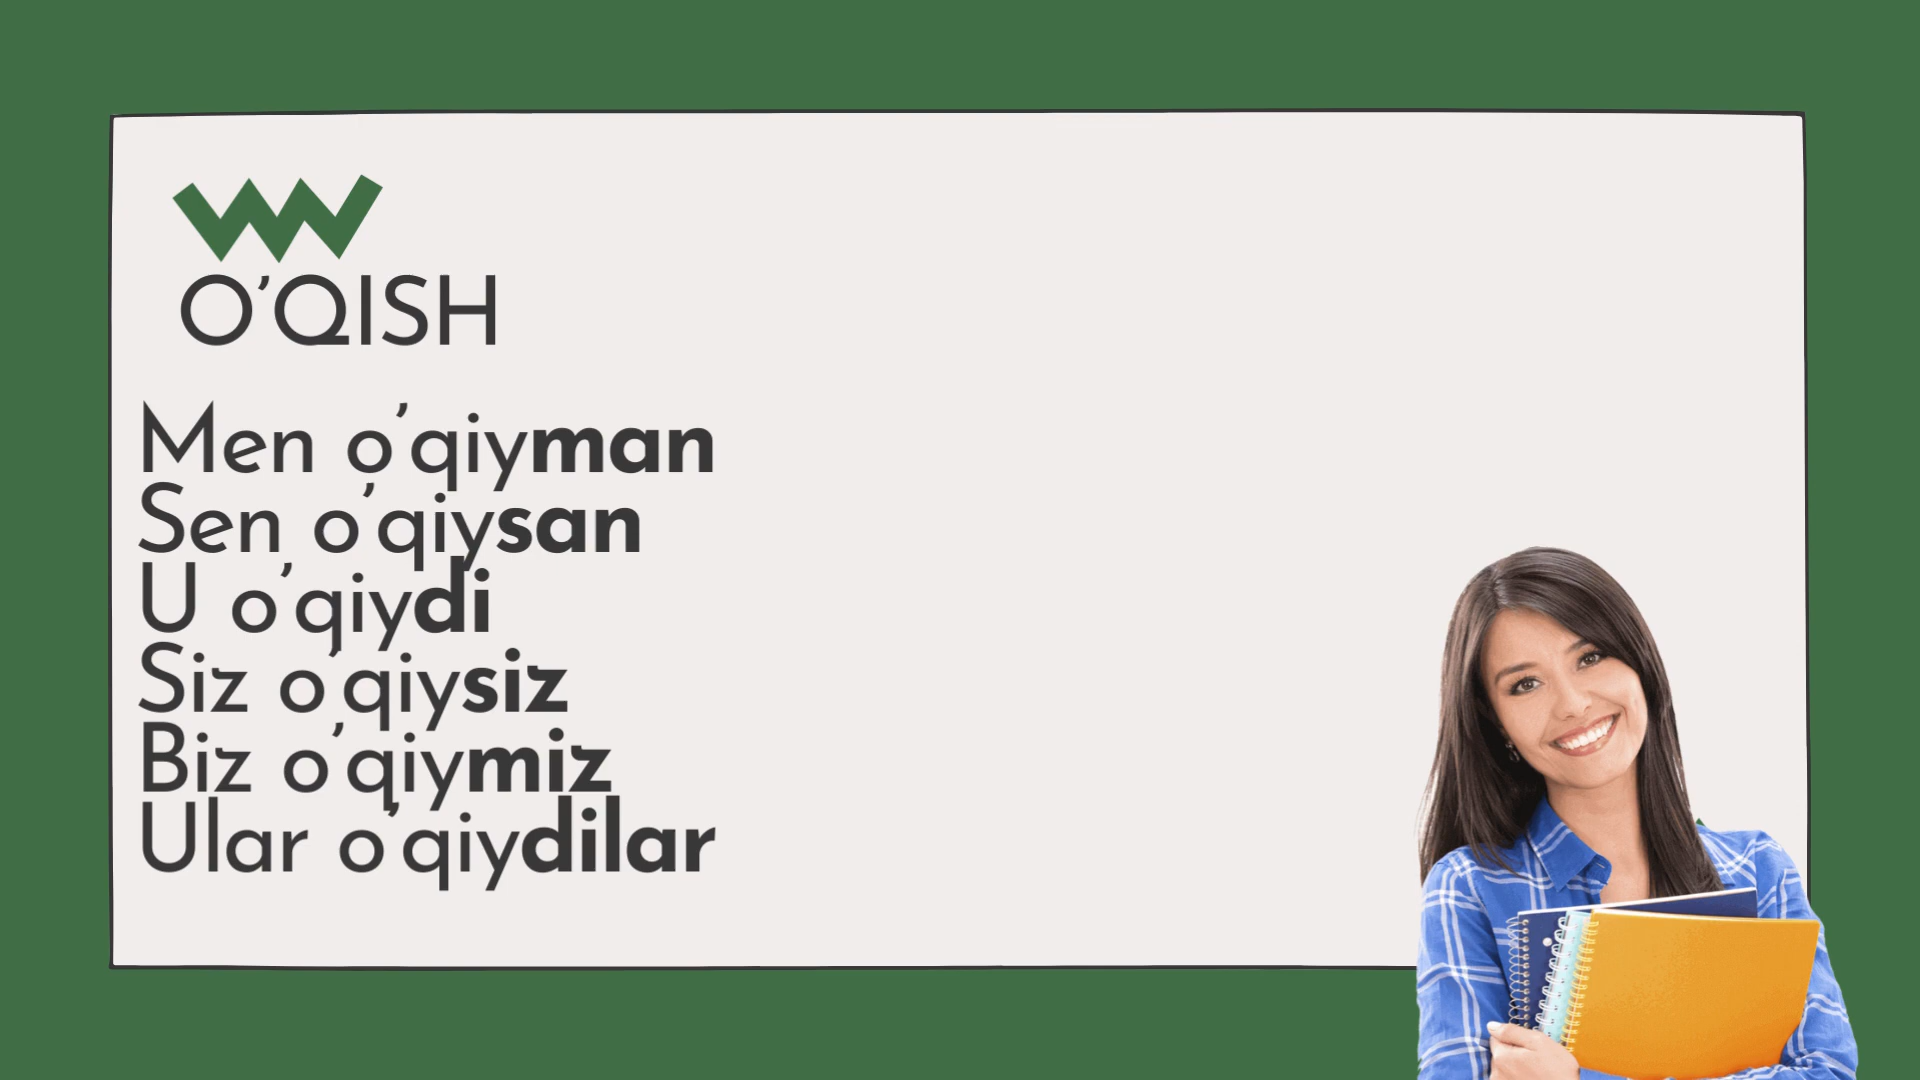 O’QISH
Men o’qiyman
Sen o’qiysan
U o’qiydi
Siz o’qiysiz
Biz o’qiymiz
Ular o’qiydilar